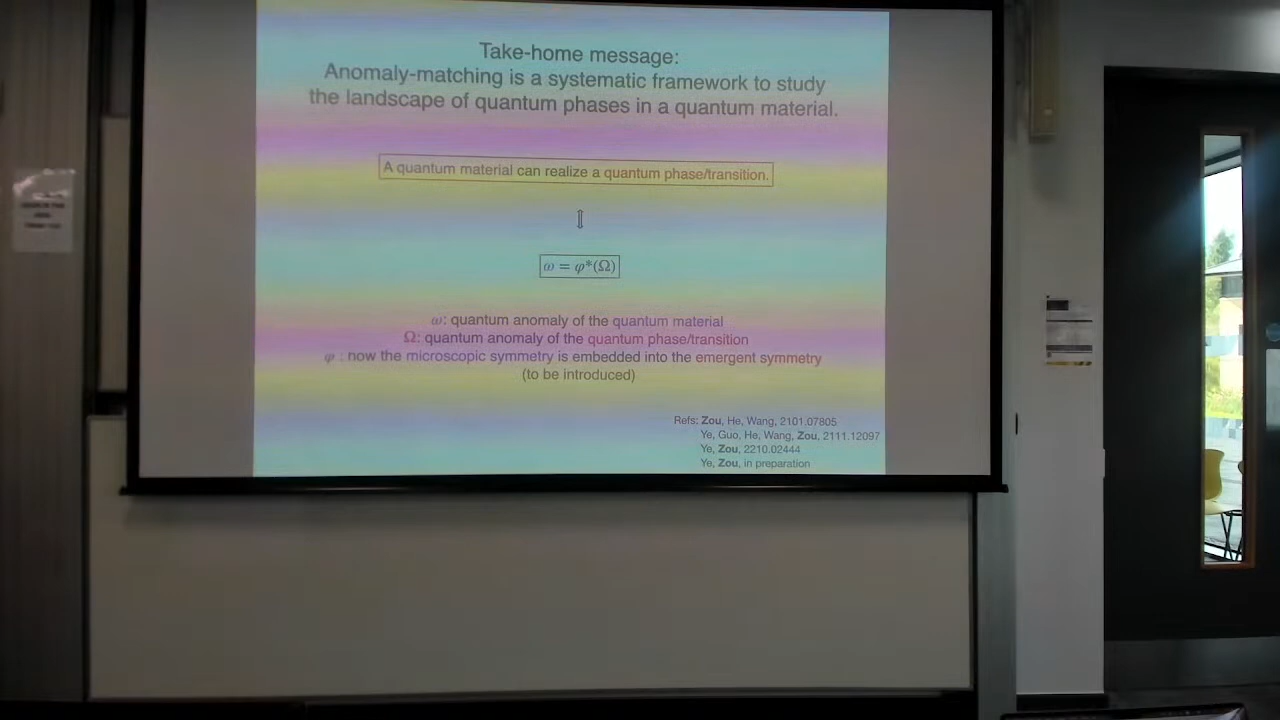 Take-home message:
Anomaly-matching is a systematic framework to study
the landscape of quantum phases in a quantum material.
A quantum material can realize a quantum phase/transition.
⇕
ω = φ*(Ω)
ω: quantum anomaly of the quantum material
Ω: quantum anomaly of the quantum phase/transition
φ : now the microscopic symmetry is embedded into the emergent symmetry
(to be introduced)
Refs: Zou, He, Wang, 2101.07805
Ye, Guo, He, Wang, Zou, 2111.12097
Ye, Zou, 2210.02444
Ye, Zou, in preparation